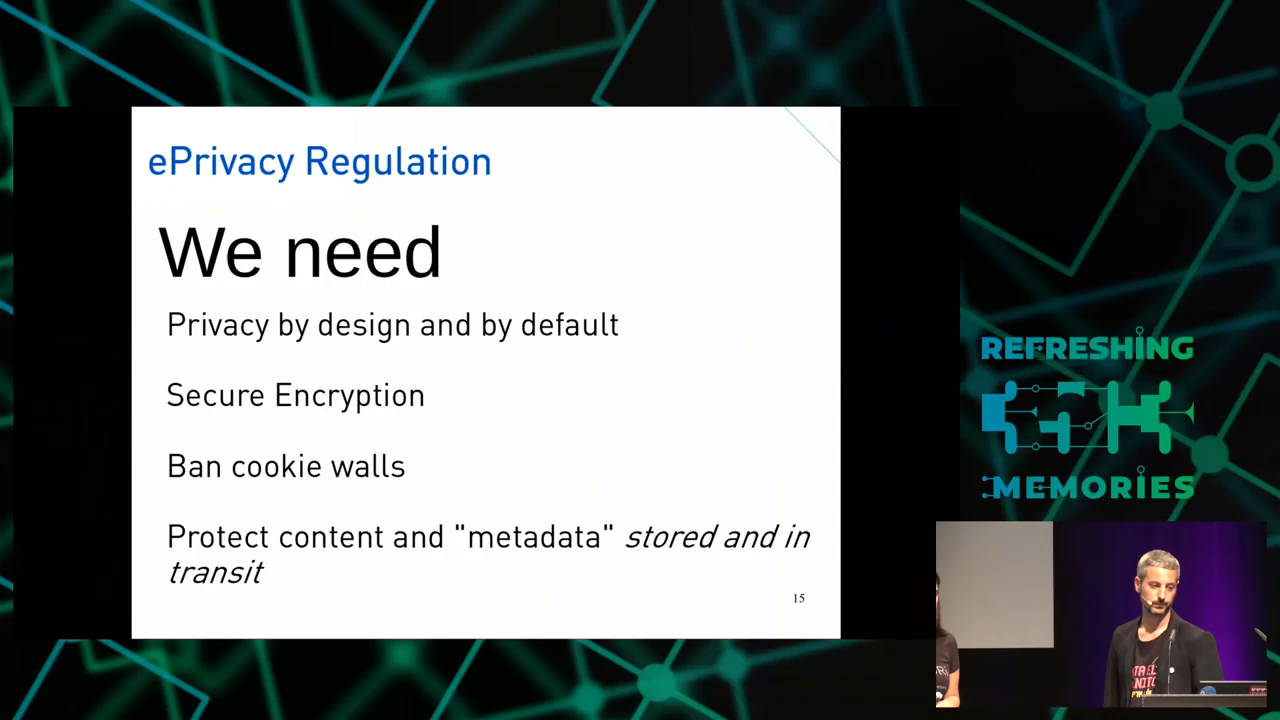 ePrivacy Regulation
We need
Privacy by design and by default
Secure Encryption
Ban cookie walls
Protect content and "metadata" stored and in
transit
15
REFRESHING
35C3
MEMORIES